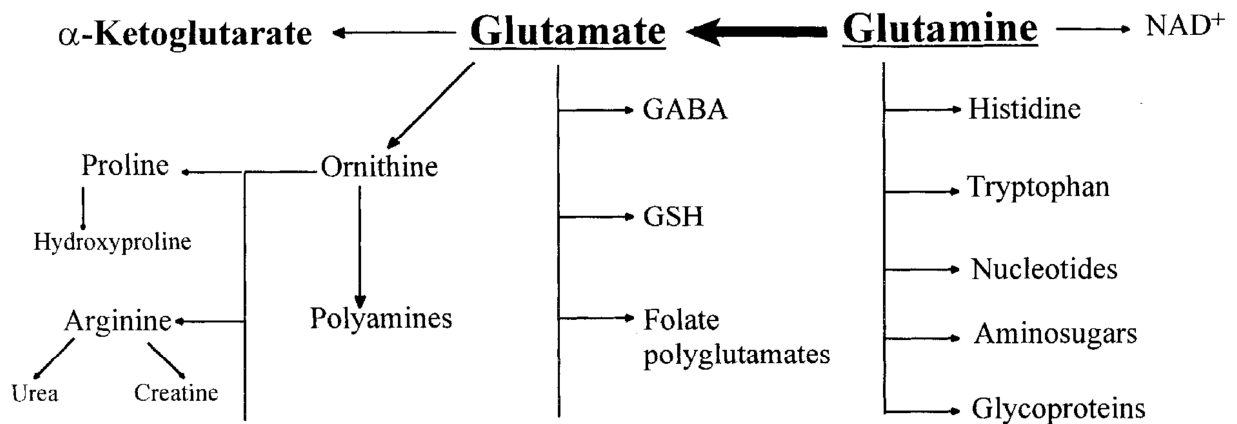 α-Ketoglutarate Glutamate Glutamine NAD⁺
GABA
Histidine
Proline Ornithine
Tryptophan
GSH
Hydroxyproline
Nucleotides
Arginine Polyamines Folate
polyglutamates
Aminosugars
Urea Creatine
Glycoproteins